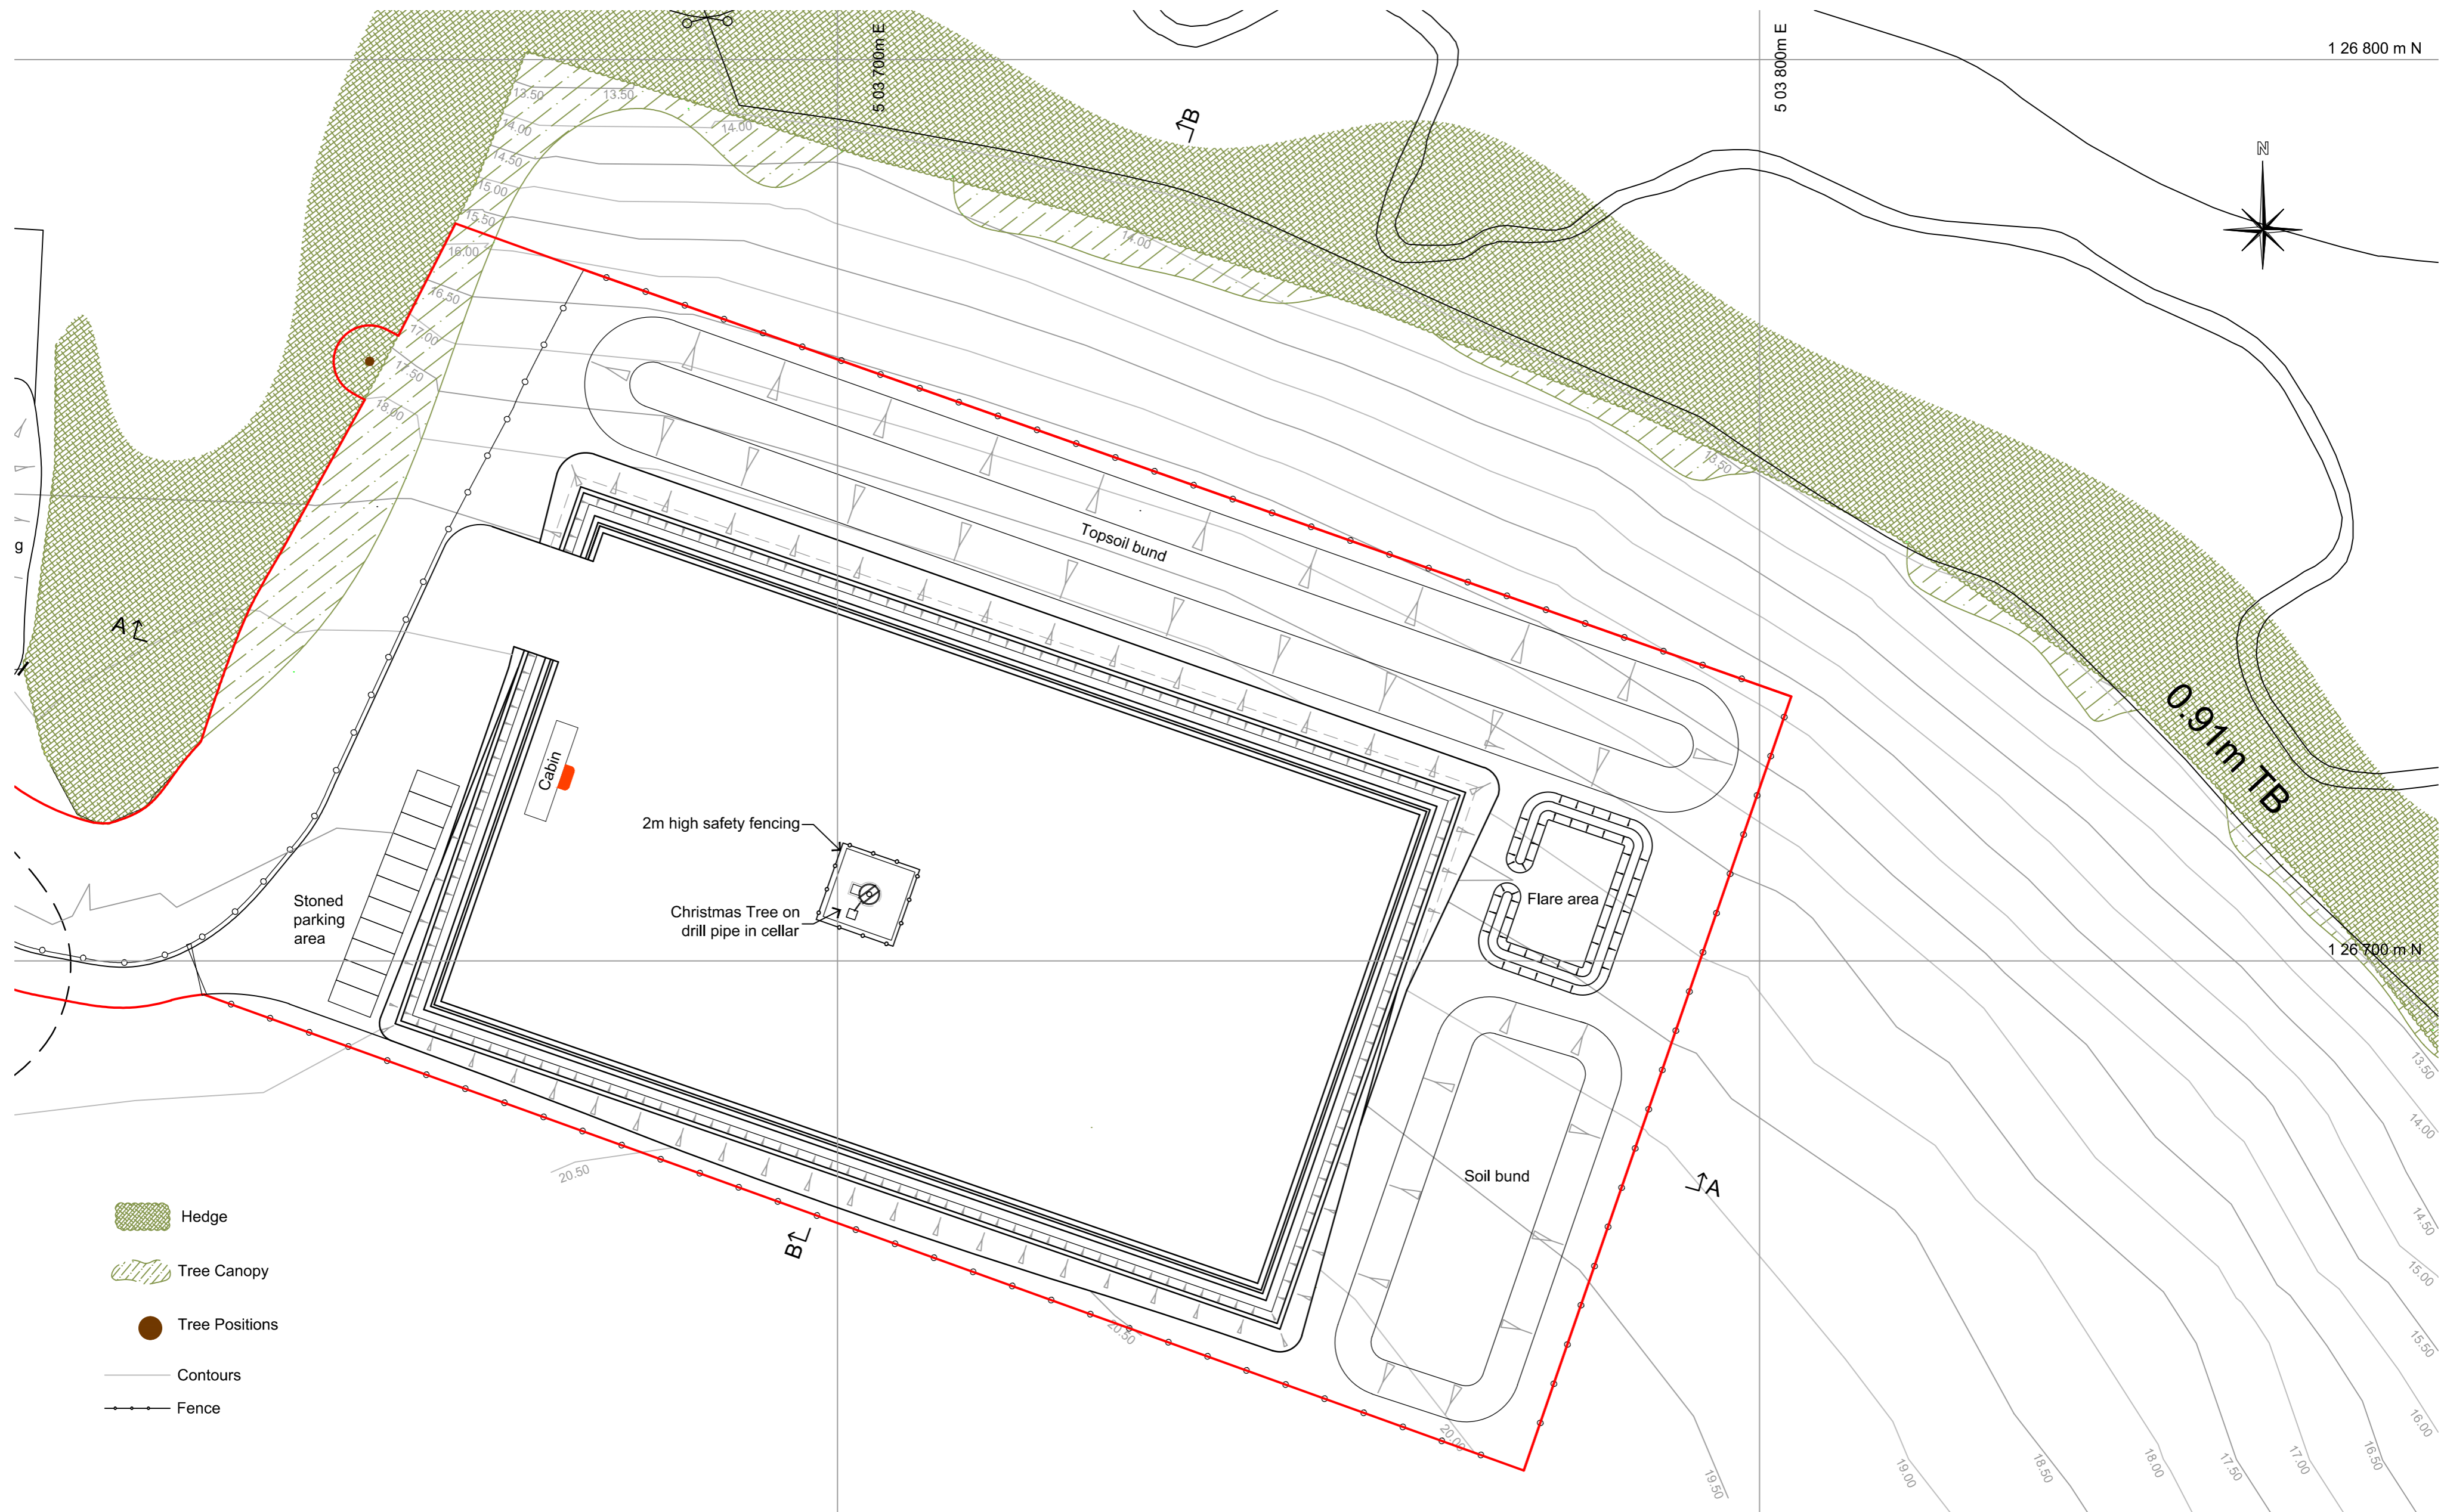 5 03 700m E
5 03 800m E
1 26 800 m N
N
B
13.50
13.50
14.00
14.00
14.50
15.00
15.50
16.00
16.50
17.00
17.50
18.00
14.00
13.50
g
A
Topsoil bund
0.91m TB
Cabin
2m high safety fencing
Christmas Tree on
drill pipe in cellar
Stoned
parking
area
Flare area
1 26 700 m N
Soil bund
A
B
20.50
20.50
20.00
19.50
19.00
18.50
18.00
17.50
17.00
16.50
16.00
15.50
15.00
14.50
14.00
13.50
Hedge
Tree Canopy
Tree Positions
Contours
Fence